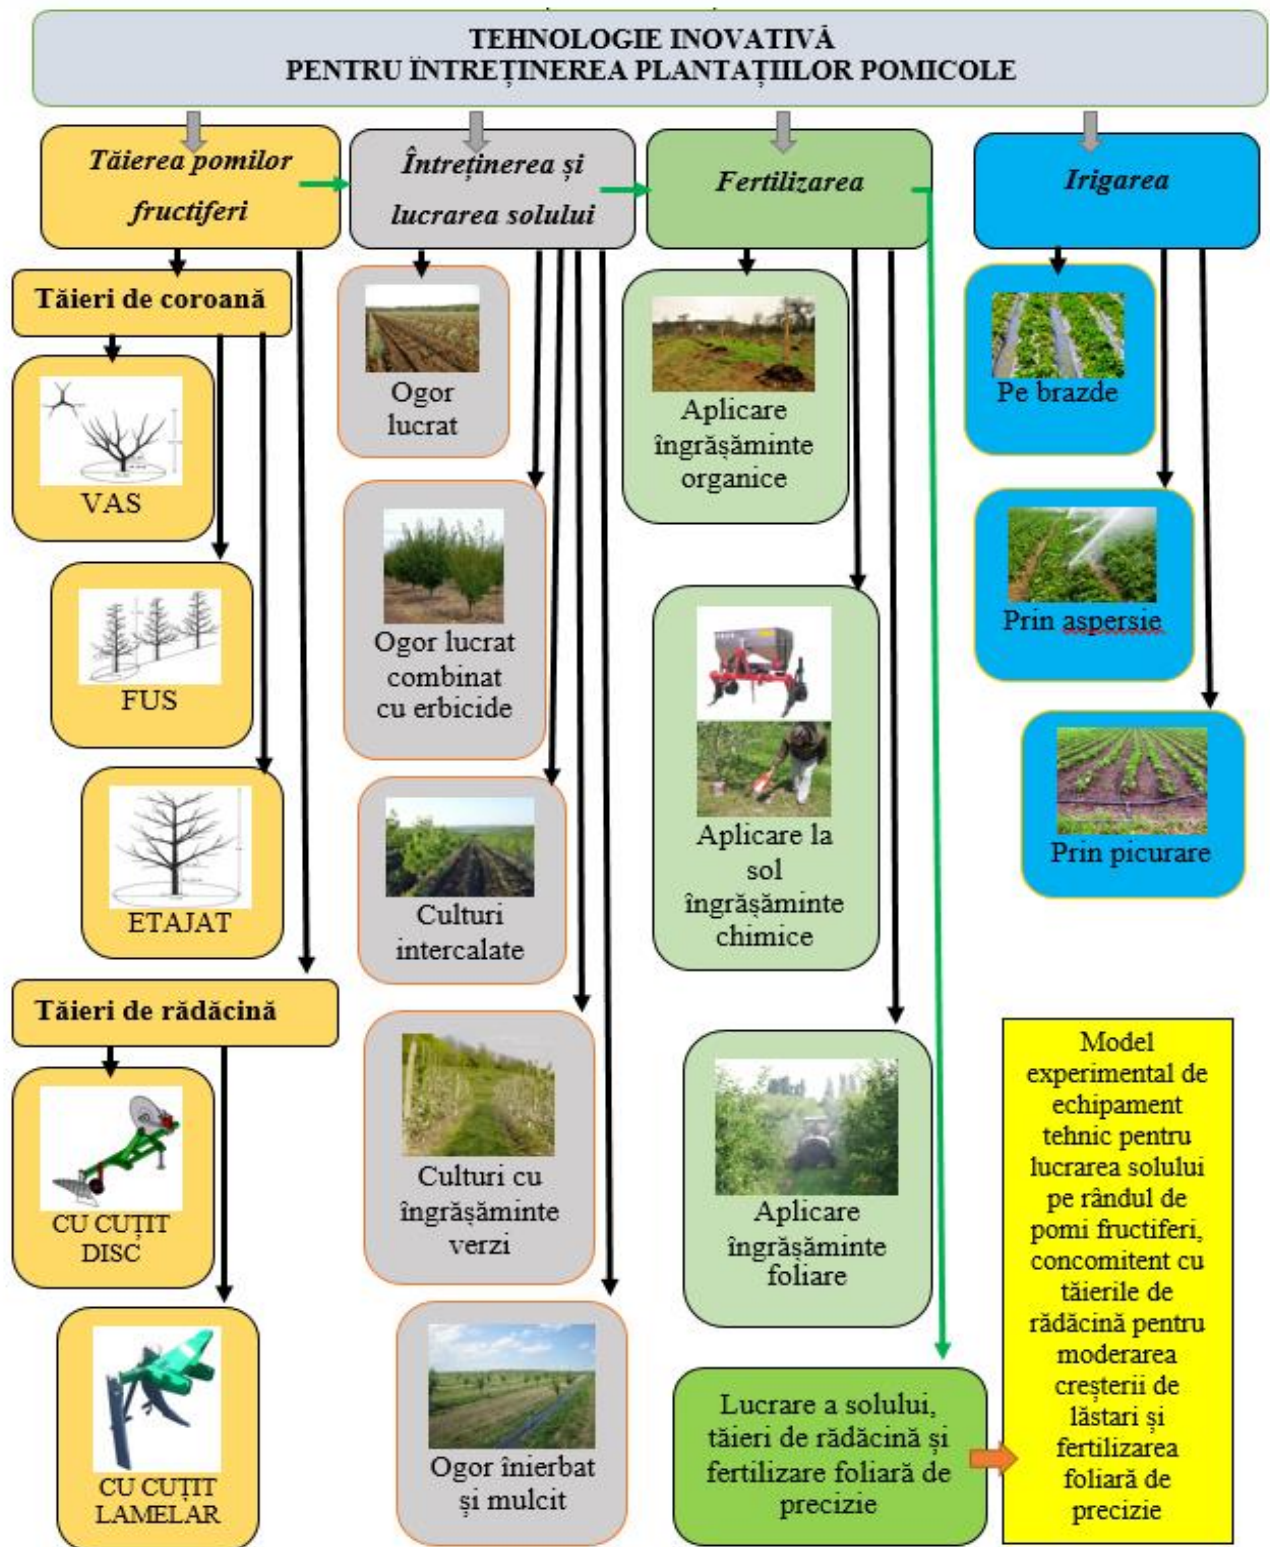 TEHNOLOGIE INOVATIVĂ
PENTRU ÎNTREȚINEREA PLANTAȚIILOR POMICOLE
Tăierea pomilor
fructiferi
Întreținerea și
lucrarea solului
Fertilizarea
Irigarea
Tăieri de coroană
VAS
FUS
ETAJAT
Tăieri de rădăcină
CU CUȚIT
DISC
CU CUȚIT
LAMELAR
Ogor
lucrat
Ogor lucrat
combinat
cu erbicide
Culturi
intercalate
Culturi cu
îngrășăminte
verzi
Ogor înierbat
și mulcit
Aplicare
îngrășăminte
organice
Aplicare la
sol
îngrășăminte
chimice
Aplicare
îngrășăminte
foliare
Lucrare a solului,
tăieri de rădăcină și
fertilizare foliară de
precizie
Pe brazde
Prin aspersie
Prin picurare
Model
experimental de
echipament
tehnic pentru
lucrarea solului
pe rândul de
pomi fructiferi,
concomitent cu
tăierile de
rădăcină pentru
moderarea
creșterii de
lăstari și
fertilizarea
foliară de
precizie